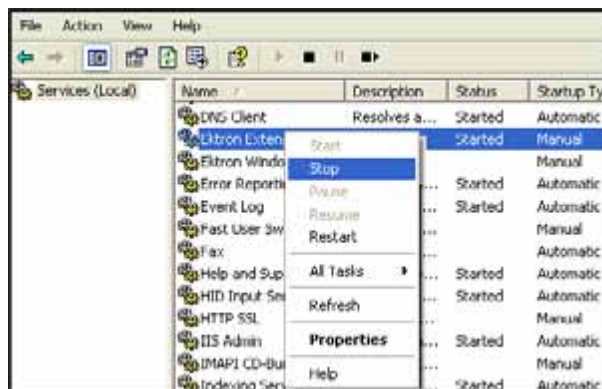 File Action View Help
Services (Local)
Name Description Status Startup Ty
DNS Client Resolves a... Started Automatic
Ektron Exten Started Manual
Ektron Windo ... Manual
Error Reporti ... Started Automatic
Event Log ... Started Automatic
Fast User Sw ... Manual
Fax ... Automatic
Help and Sup ... Started Automatic
HID Input Ser ... Started Automatic
HTTP SSL ... Manual
IIS Admin ... Started Automatic
IMAPI CD-Bur ... Manual
Indexing Serv ... Started Automatic
Start
Stop
Pause
Resume
Restart
All Tasks
Refresh
Properties
Help